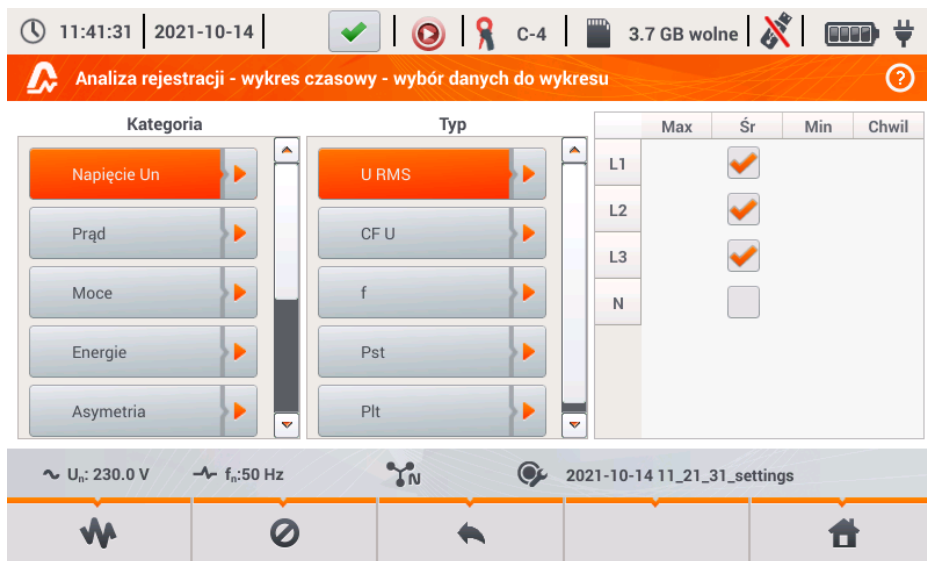 11:41:31 2021-10-14 C-4 3.7 GB wolne
Analiza rejestracji - wykres czasowy - wybór danych do wykresu ?
Kategoria
Napięcie Un
Prąd
Moce
Energie
Asymetria
Typ
U RMS
CF U
f
Pst
Plt
Max Śr Min Chwil
L1
L2
L3
N
Un: 230.0 V fn:50 Hz N 2021-10-14 11_21_31_settings